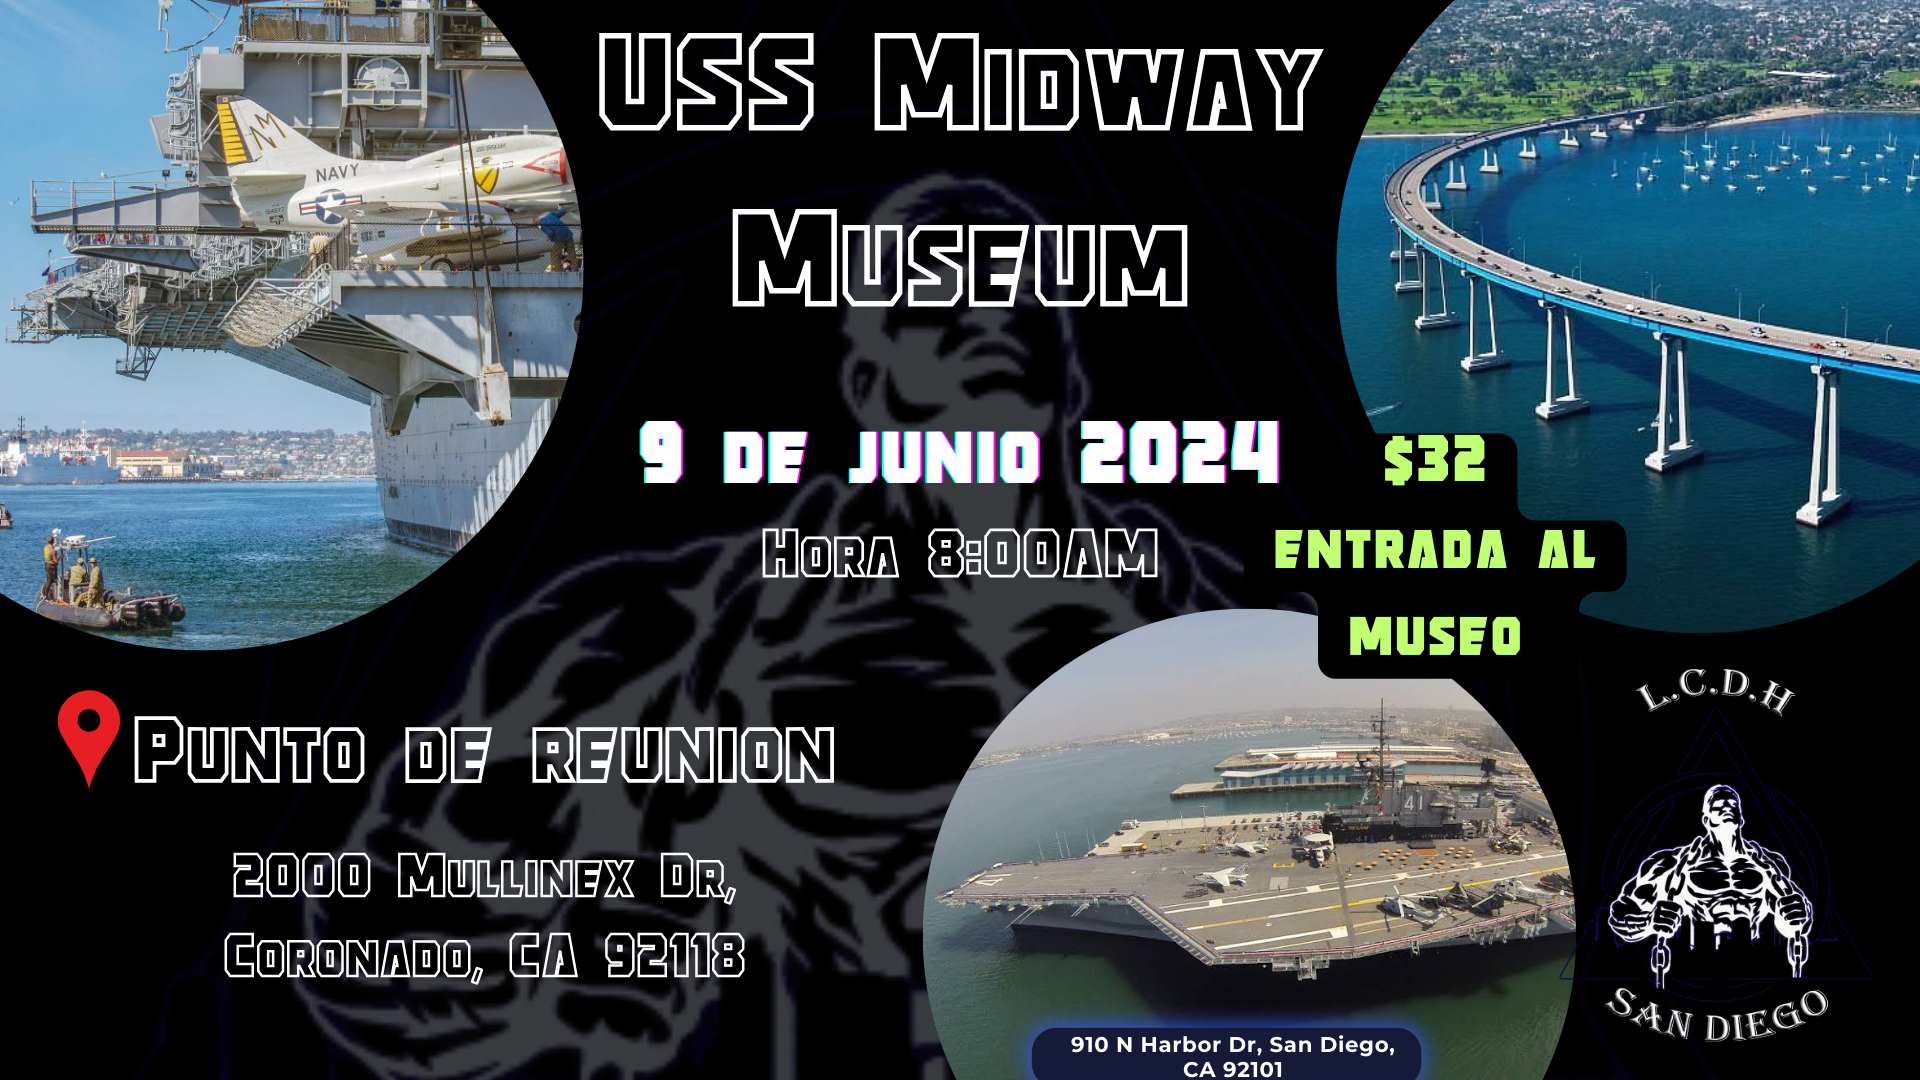 USS Midway
Museum
9 de junio 2024
Hora 8:00AM
$32
entrada al
museo
Punto de reunion
2000 Mullinex Dr,
Coronado, CA 92118
910 N Harbor Dr, San Diego,
CA 92101
L.C.D.H
SAN DIEGO
NAVY
41